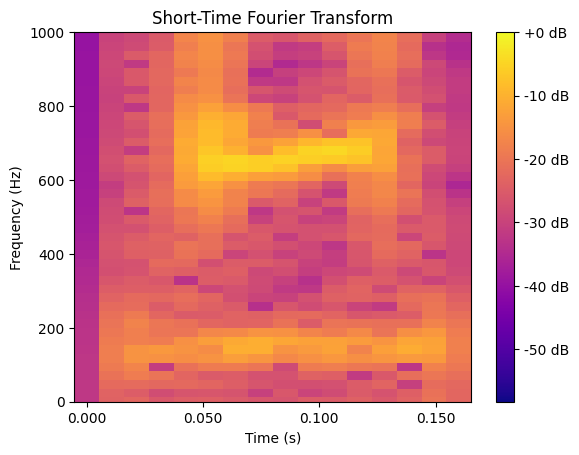 Short-Time Fourier Transform
1000
800
600
400
200
0
Frequency (Hz)
0.000
0.050
0.100
0.150
Time (s)
+0 dB
-10 dB
-20 dB
-30 dB
-40 dB
-50 dB